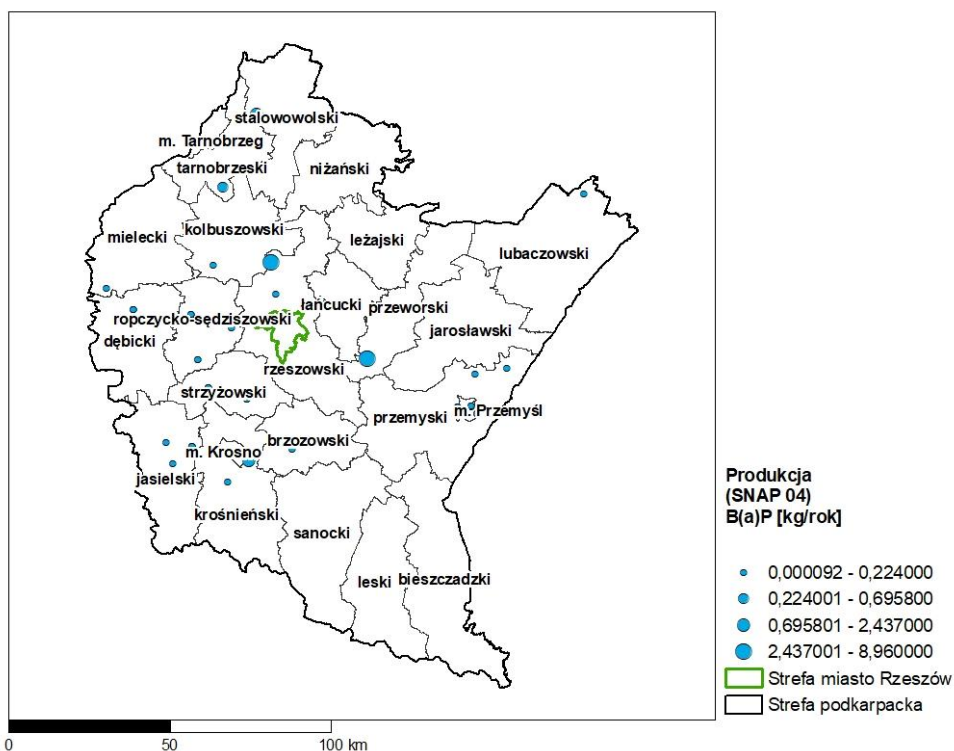 stalowowolski
m. Tarnobrzeg
tarnobrzeski
niżański
mielecki
kolbuszowski
leżajski
lubaczowski
łańcucki
przeworski
ropczycko-sędziszowski
jarosławski
dębicki
rzeszowski
strzyżowski
przemyski
m. Przemyśl
brzozowski
m. Krosno
jasielski
krośnieński
sanocki
leski
bieszczadzki
Produkcja
(SNAP 04)
B(a)P [kg/rok]
0,000092 - 0,224000
0,224001 - 0,695800
0,695801 - 2,437000
2,437001 - 8,960000
Strefa miasto Rzeszów
Strefa podkarpacka
0 50 100 km